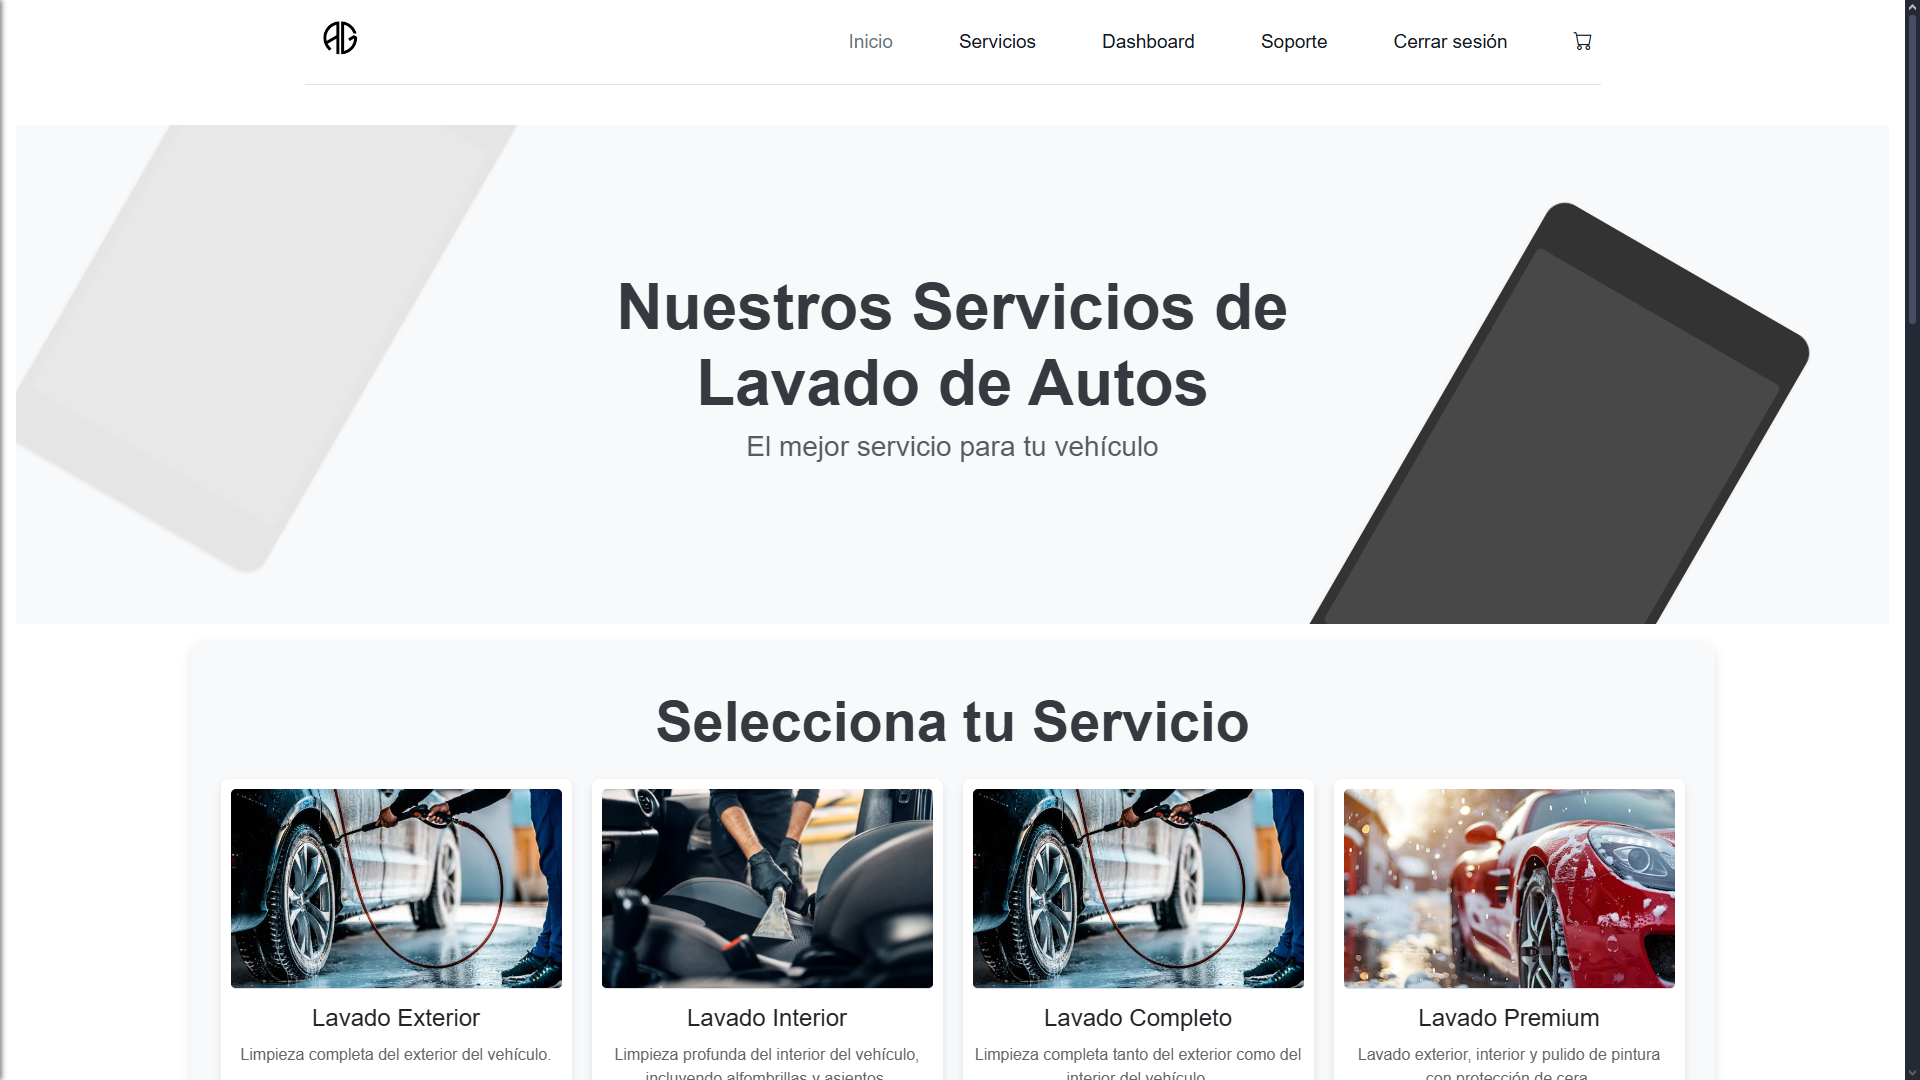 AG
Inicio Servicios Dashboard Soporte Cerrar sesión
Nuestros Servicios de
Lavado de Autos
El mejor servicio para tu vehículo
Selecciona tu Servicio
Lavado Exterior
Limpieza completa del exterior del vehículo.
Lavado Interior
Limpieza profunda del interior del vehículo,
incluyendo alfombrillas y asientos.
Lavado Completo
Limpieza completa tanto del exterior como del
interior del vehículo.
Lavado Premium
Lavado exterior, interior y pulido de pintura
con protección de cera.